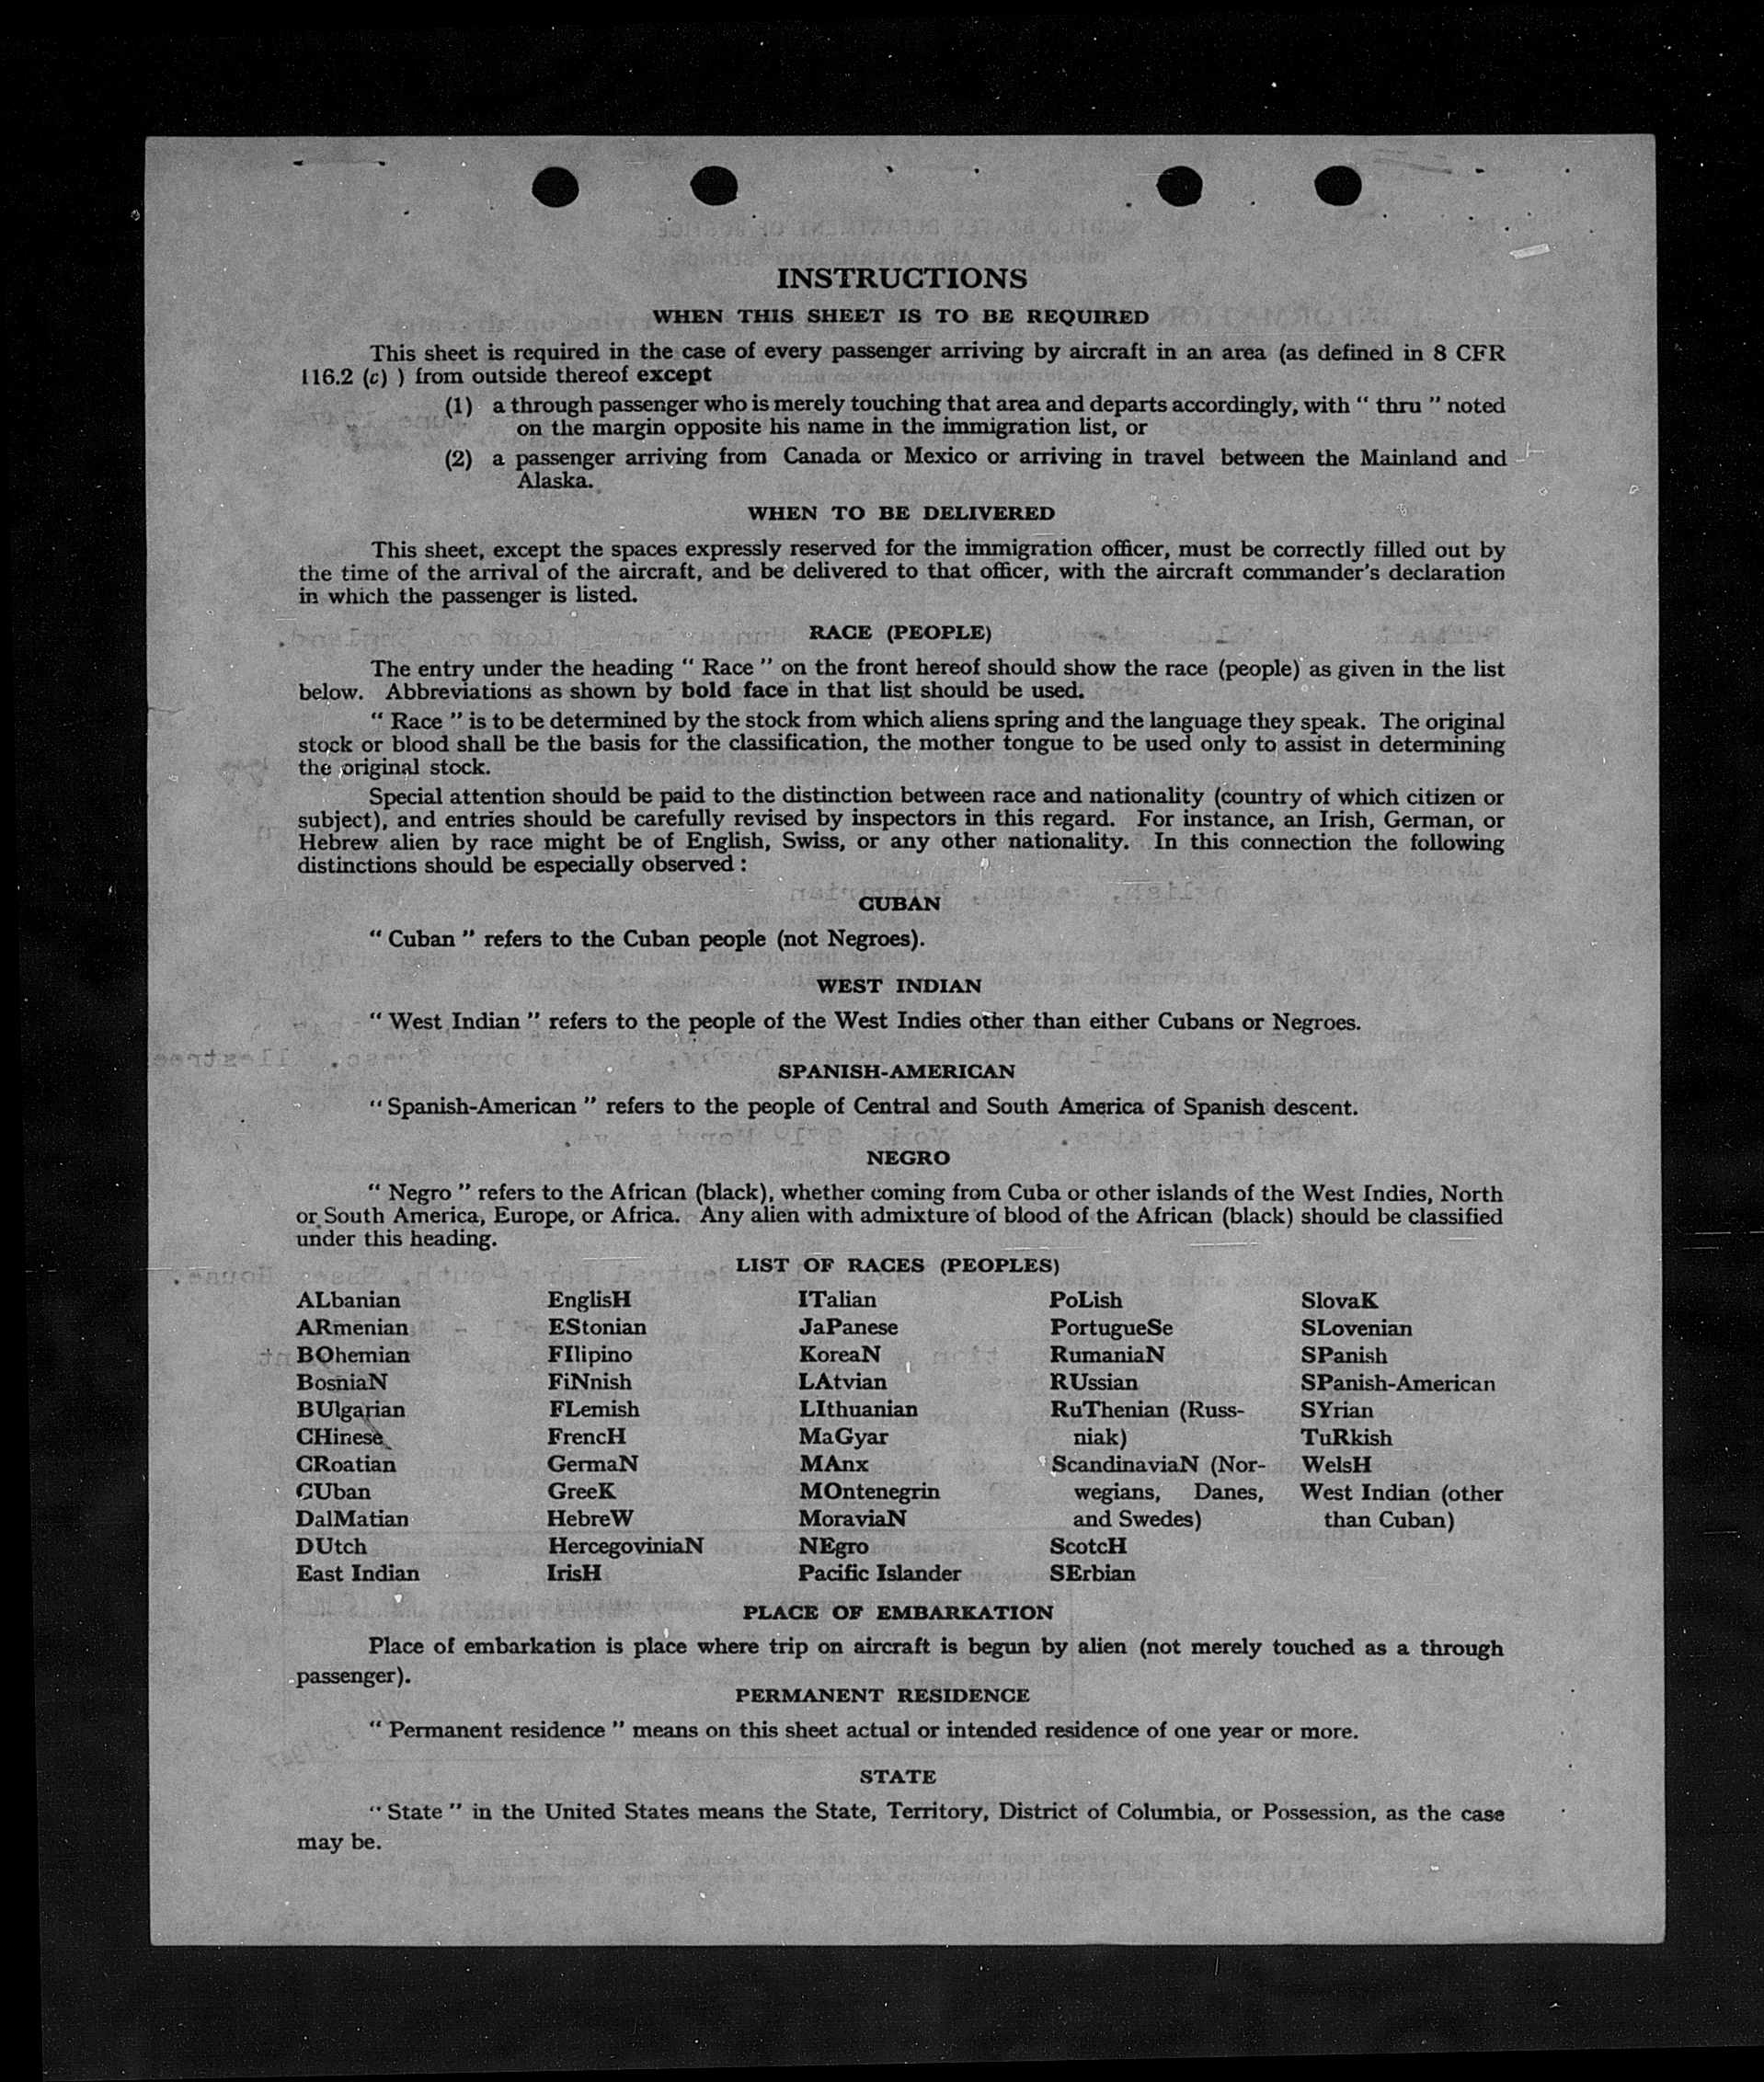 INSTRUCTIONS
WHEN THIS SHEET IS TO BE REQUIRED
This sheet is required in the case of every passenger arriving by aircraft in an area (as defined in 8 CFR
116.2 (c) ) from outside thereof except
(1) a through passenger who is merely touching that area and departs accordingly, with “ thru ” noted
on the margin opposite his name in the immigration list, or
(2) a passenger arriving from Canada or Mexico or arriving in travel between the Mainland and
Alaska.
WHEN TO BE DELIVERED
This sheet, except the spaces expressly reserved for the immigration officer, must be correctly filled out by
the time of the arrival of the aircraft, and be delivered to that officer, with the aircraft commander’s declaration
in which the passenger is listed.
RACE (PEOPLE)
The entry under the heading “ Race ” on the front hereof should show the race (people) as given in the list
below. Abbreviations as shown by bold face in that list should be used.
“ Race ” is to be determined by the stock from which aliens spring and the language they speak. The original
stock or blood shall be the basis for the classification, the mother tongue to be used only to assist in determining
the original stock.
Special attention should be paid to the distinction between race and nationality (country of which citizen or
subject), and entries should be carefully revised by inspectors in this regard. For instance, an Irish, German, or
Hebrew alien by race might be of English, Swiss, or any other nationality. In this connection the following
distinctions should be especially observed :
CUBAN
“ Cuban ” refers to the Cuban people (not Negroes).
WEST INDIAN
“ West Indian ” refers to the people of the West Indies other than either Cubans or Negroes.
SPANISH-AMERICAN
“ Spanish-American ” refers to the people of Central and South America of Spanish descent.
NEGRO
“ Negro ” refers to the African (black), whether coming from Cuba or other islands of the West Indies, North
or South America, Europe, or Africa. Any alien with admixture of blood of the African (black) should be classified
under this heading.
LIST OF RACES (PEOPLES)
ALbanian
ARmenian
BOhemian
BosniaN
BUlgarian
CHinese
CRoatian
CUban
DalMatian
DUtch
East Indian
EnglisH
EStonian
FIlipino
FiNnish
FLemish
FrencH
GermaN
GreeK
HebreW
HercegoviniaN
IrisH
ITalian
JaPanese
KoreaN
LAtvian
LIthuanian
MaGyar
MAnx
MOntenegrin
MoraviaN
NEgro
Pacific Islander
PoLish
PortugueSe
RumaniaN
RUssian
RuThenian (Russ-
niak)
ScandinaviaN (Nor-
wegians, Danes,
and Swedes)
ScotcH
SErbian
SlovaK
SLovenian
SPanish
SPanish-American
SYrian
TuRkish
WelsH
West Indian (other
than Cuban)
PLACE OF EMBARKATION
Place of embarkation is place where trip on aircraft is begun by alien (not merely touched as a through
passenger).
PERMANENT RESIDENCE
“ Permanent residence ” means on this sheet actual or intended residence of one year or more.
STATE
“ State ” in the United States means the State, Territory, District of Columbia, or Possession, as the case
may be.